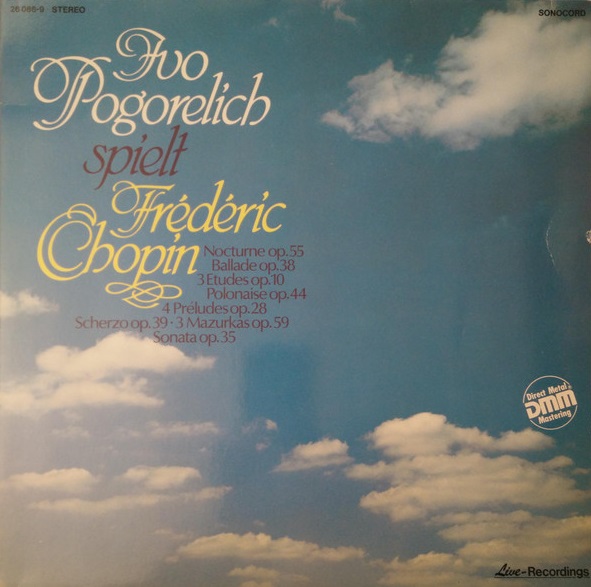 26 086-9 STEREO
SONOCORD
Ivo
Pogorelich
spielt
Frédéric
Chopin
Nocturne op.55
Ballade op.38
3 Etudes op.10
Polonaise op.44
4 Préludes op.28
Scherzo op.39 · 3 Mazurkas op.59
Sonata op.35
Direct Metal
DMM
Mastering
Live-Recordings